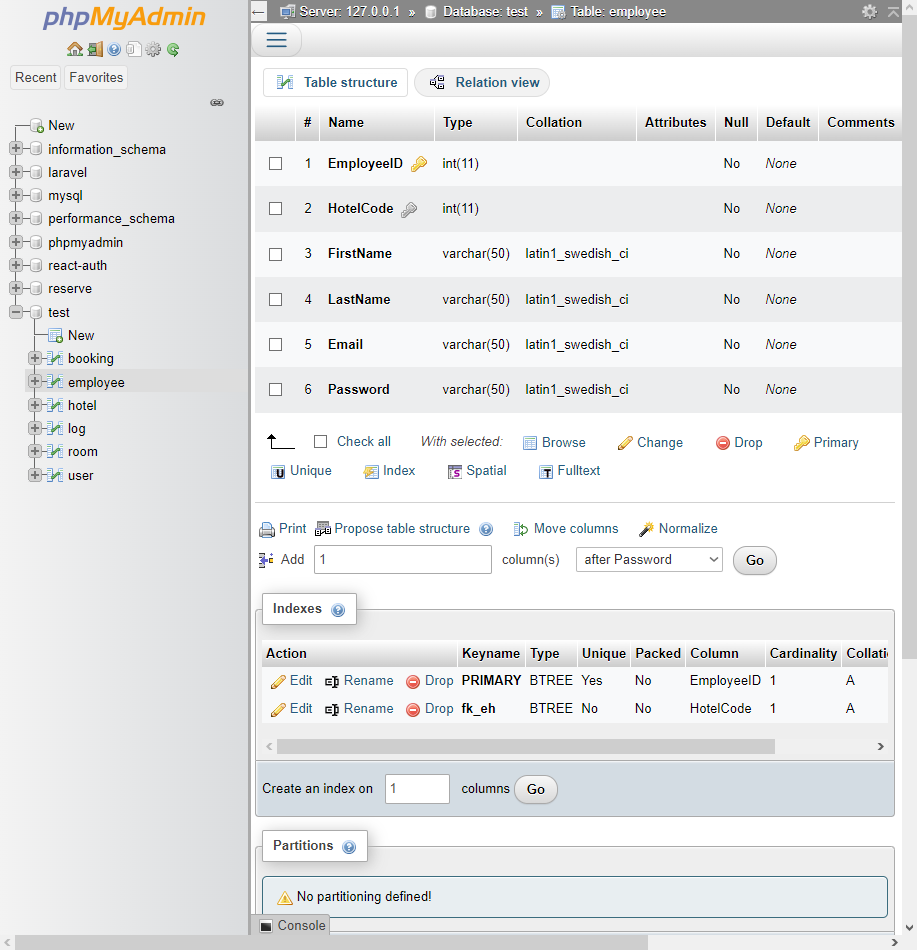 phpMyAdmin
Recent Favorites
New
information_schema
laravel
mysql
performance_schema
phpmyadmin
react-auth
reserve
test
New
booking
employee
hotel
log
room
user
Server: 127.0.0.1 » Database: test » Table: employee
Table structure Relation view
# Name Type Collation Attributes Null Default Comments
1 EmployeeID int(11) No None
2 HotelCode int(11) No None
3 FirstName varchar(50) latin1_swedish_ci No None
4 LastName varchar(50) latin1_swedish_ci No None
5 Email varchar(50) latin1_swedish_ci No None
6 Password varchar(50) latin1_swedish_ci No None
Check all With selected: Browse Change Drop Primary
Unique Index Spatial Fulltext
Print Propose table structure Move columns Normalize
Add 1 column(s) after Password Go
Indexes
Action Keyname Type Unique Packed Column Cardinality Collati
Edit Rename Drop PRIMARY BTREE Yes No EmployeeID 1 A
Edit Rename Drop fk_eh BTREE No No HotelCode 1 A
Create an index on 1 columns Go
Partitions
No partitioning defined!
Console